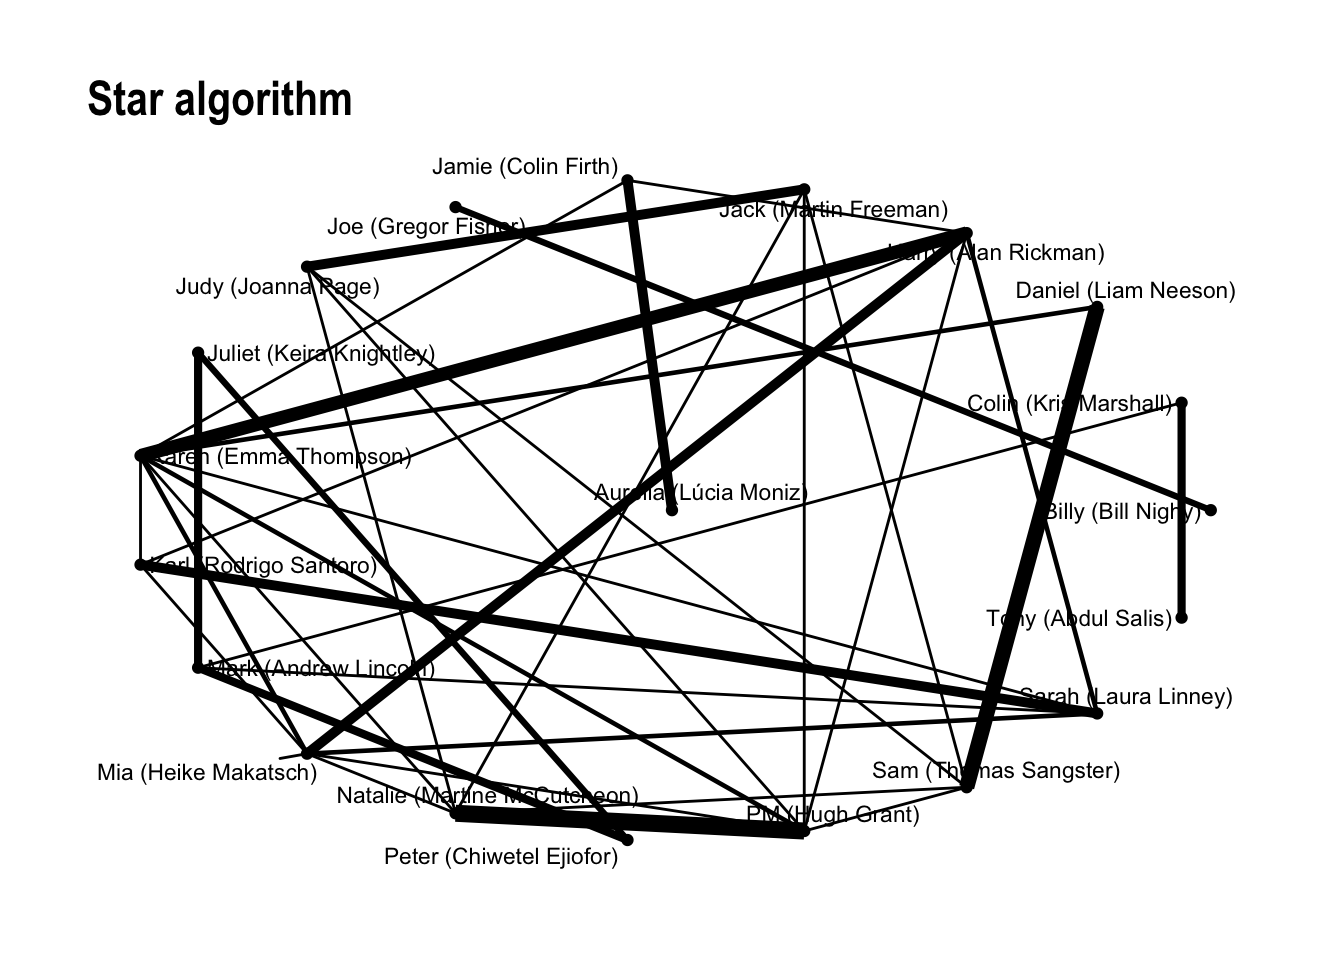 Star algorithm
Jamie (Colin Firth)
Jack (Martin Freeman)
Joe (Gregor Fisher)
Harry (Alan Rickman)
Judy (Joanna Page)
Daniel (Liam Neeson)
Juliet (Keira Knightley)
Colin (Kris Marshall)
Karen (Emma Thompson)
Aurelia (Lúcia Moniz)
Billy (Bill Nighy)
Karl (Rodrigo Santoro)
Tony (Abdul Salis)
Mark (Andrew Lincoln)
Sarah (Laura Linney)
Mia (Heike Makatsch)
Sam (Thomas Sangster)
Natalie (Martine McCutcheon)
PM (Hugh Grant)
Peter (Chiwetel Ejiofor)